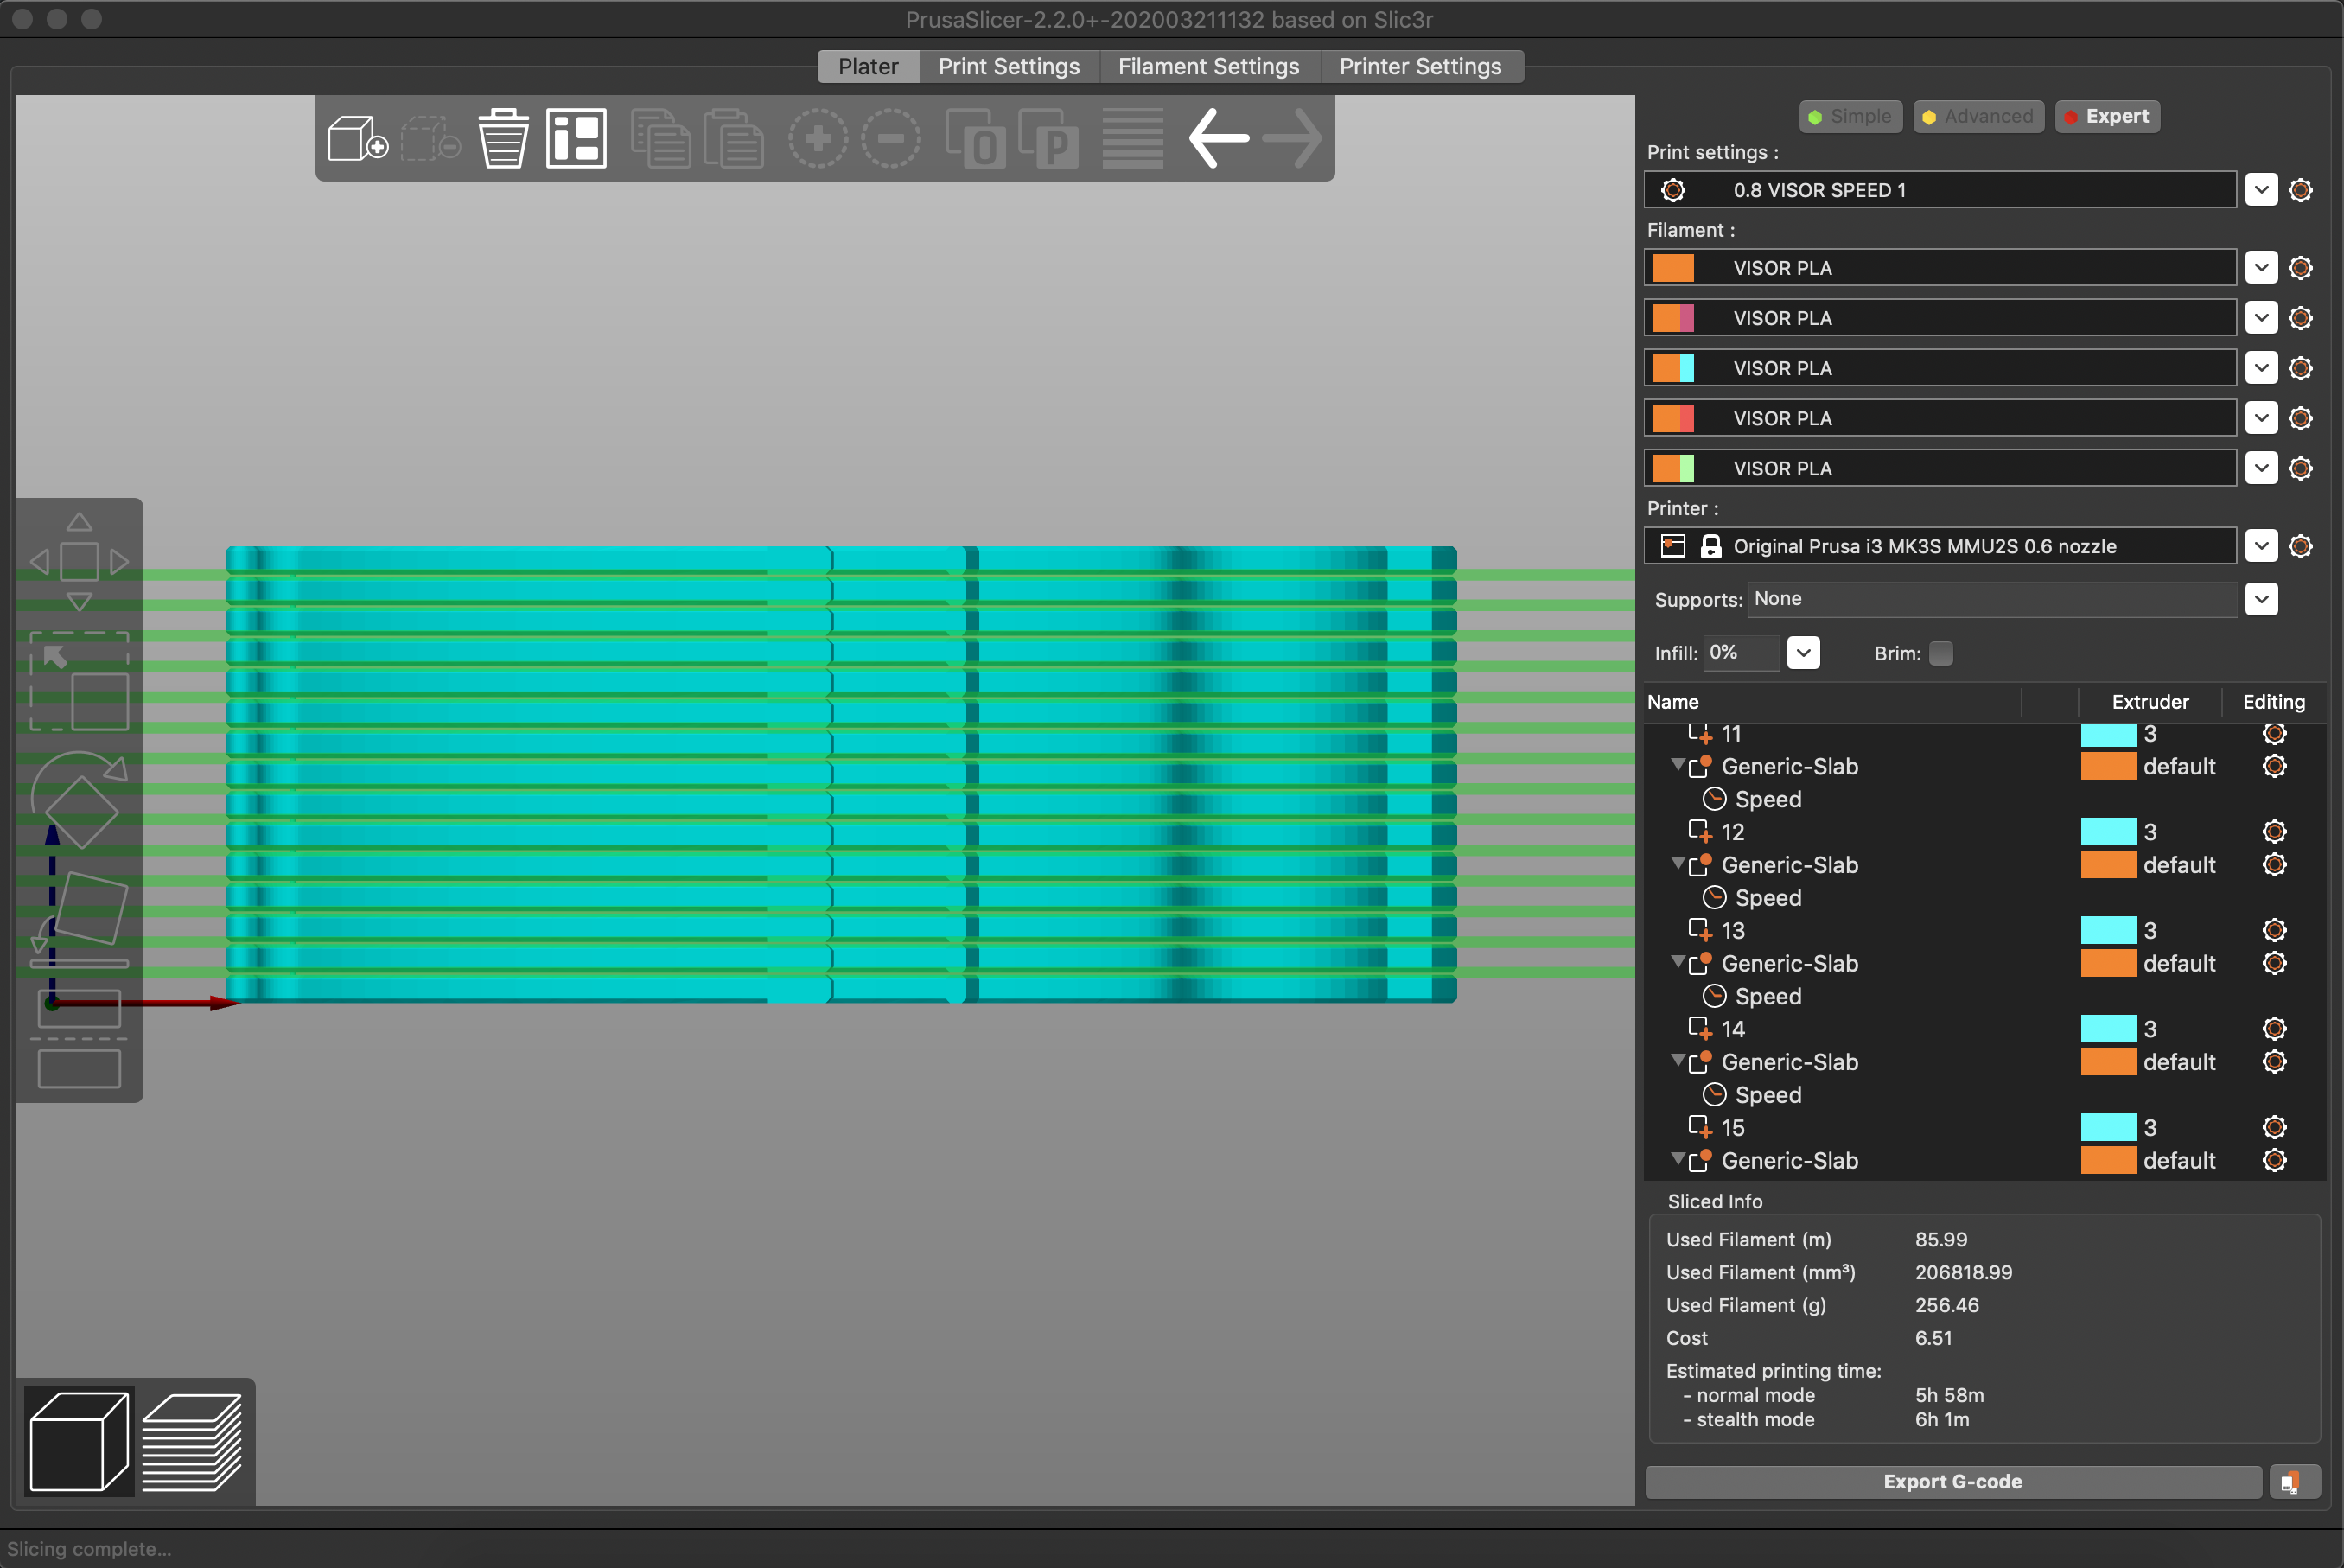 PrusaSlicer-2.2.0+-202003211132 based on Slic3r
Plater Print Settings Filament Settings Printer Settings
Simple Advanced Expert
Print settings :
0.8 VISOR SPEED 1
Filament :
VISOR PLA
VISOR PLA
VISOR PLA
VISOR PLA
VISOR PLA
Printer :
Original Prusa i3 MK3S MMU2S 0.6 nozzle
Supports: None
Infill: 0% Brim:
Name Extruder Editing
11 3
Generic-Slab default
Speed
12 3
Generic-Slab default
Speed
13 3
Generic-Slab default
Speed
14 3
Generic-Slab default
Speed
15 3
Generic-Slab default
Sliced Info
Used Filament (m) 85.99
Used Filament (mm³) 206818.99
Used Filament (g) 256.46
Cost 6.51
Estimated printing time:
- normal mode 5h 58m
- stealth mode 6h 1m
Export G-code
Slicing complete...